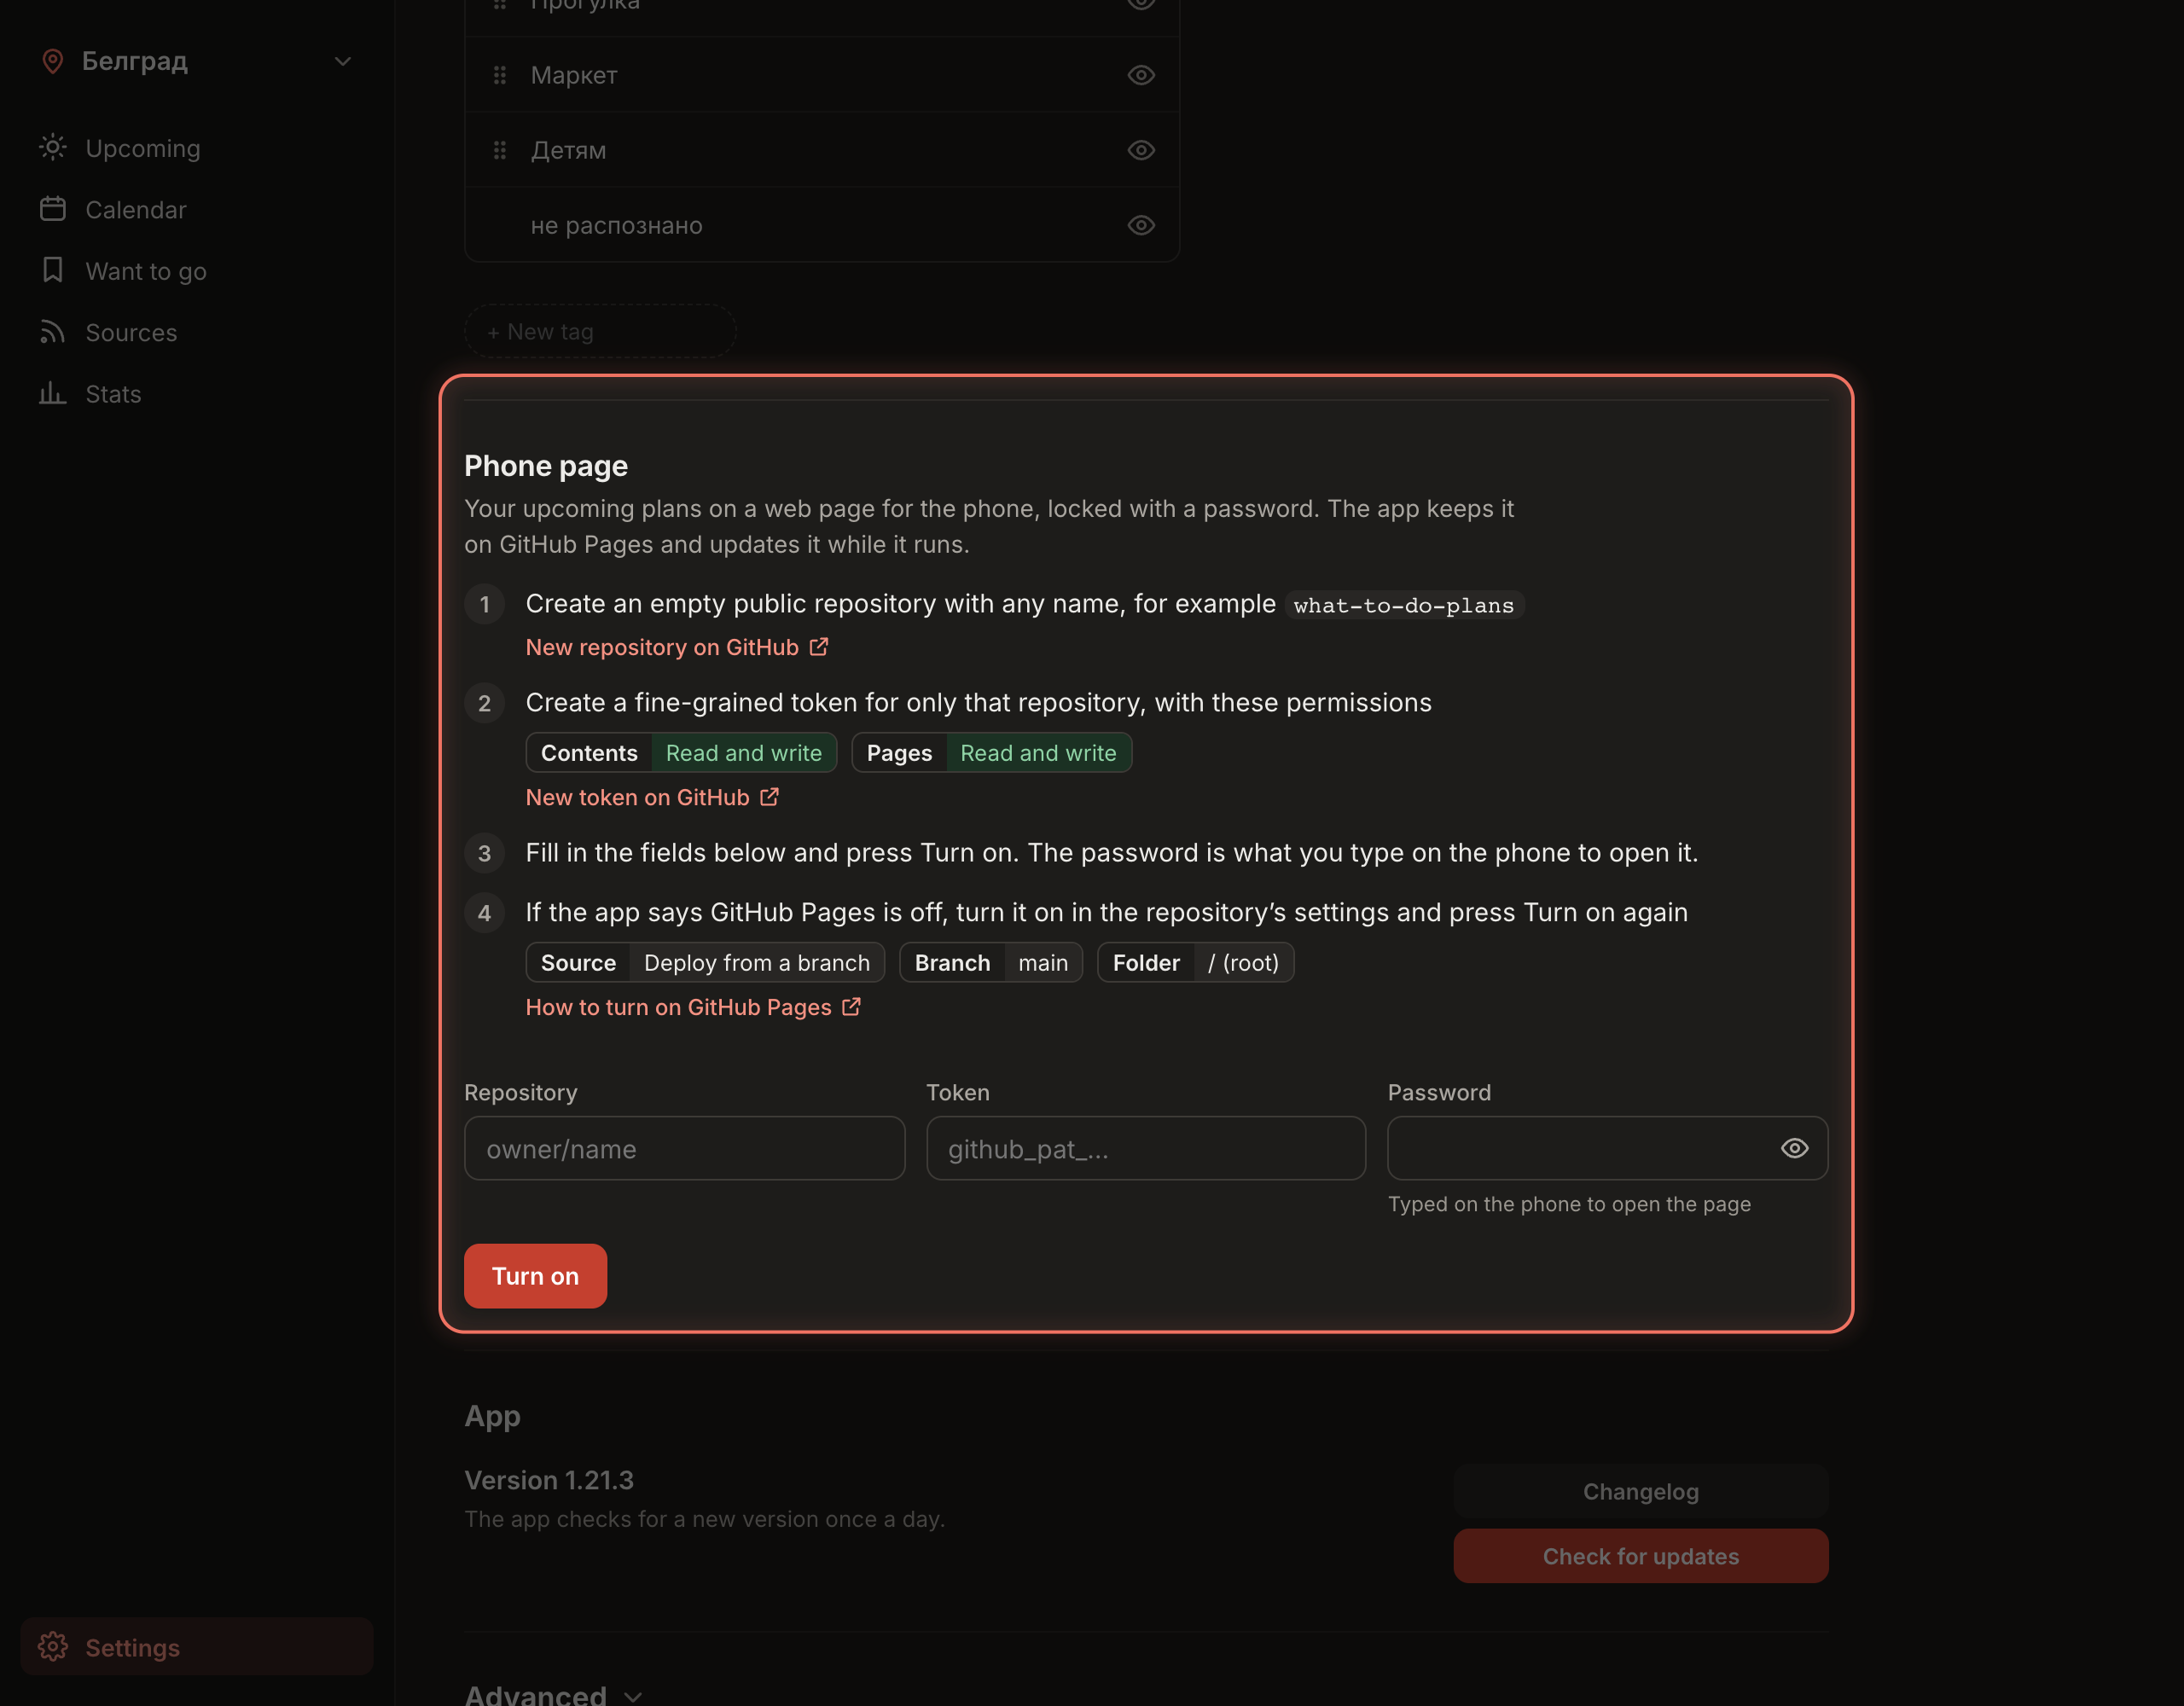 Прогулка
Белград
Маркет
Upcoming
Детям
Calendar
не распознано
Want to go
Sources
+ New tag
Stats
Phone page
Your upcoming plans on a web page for the phone, locked with a password. The app keeps it
on GitHub Pages and updates it while it runs.
1 Create an empty public repository with any name, for example what-to-do-plans
New repository on GitHub
2 Create a fine-grained token for only that repository, with these permissions
Contents Read and write Pages Read and write
New token on GitHub
3 Fill in the fields below and press Turn on. The password is what you type on the phone to open it.
4 If the app says GitHub Pages is off, turn it on in the repository’s settings and press Turn on again
Source Deploy from a branch Branch main Folder / (root)
How to turn on GitHub Pages
Repository Token Password
owner/name github_pat_...
Typed on the phone to open the page
Turn on
App
Version 1.21.3
Changelog
The app checks for a new version once a day.
Check for updates
Settings
Advanced